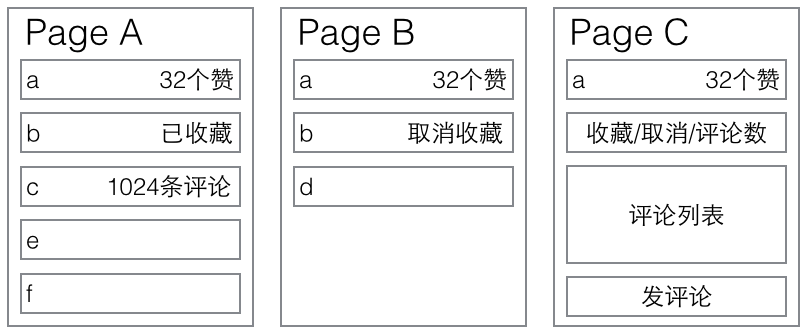 Page A
a 32个赞
b 已收藏
c 1024条评论
e
f
Page B
a 32个赞
b 取消收藏
d
Page C
a 32个赞
收藏/取消/评论数
评论列表
发评论